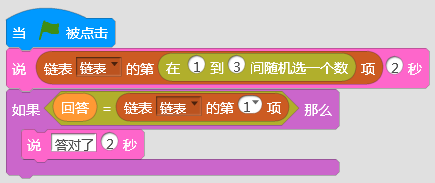 当 被点击
说 链表 链表 的第 在 1 到 3 间随机选一个数 项 2 秒
如果 回答 = 链表 链表 的第 1 项 那么
说 答对了 2 秒